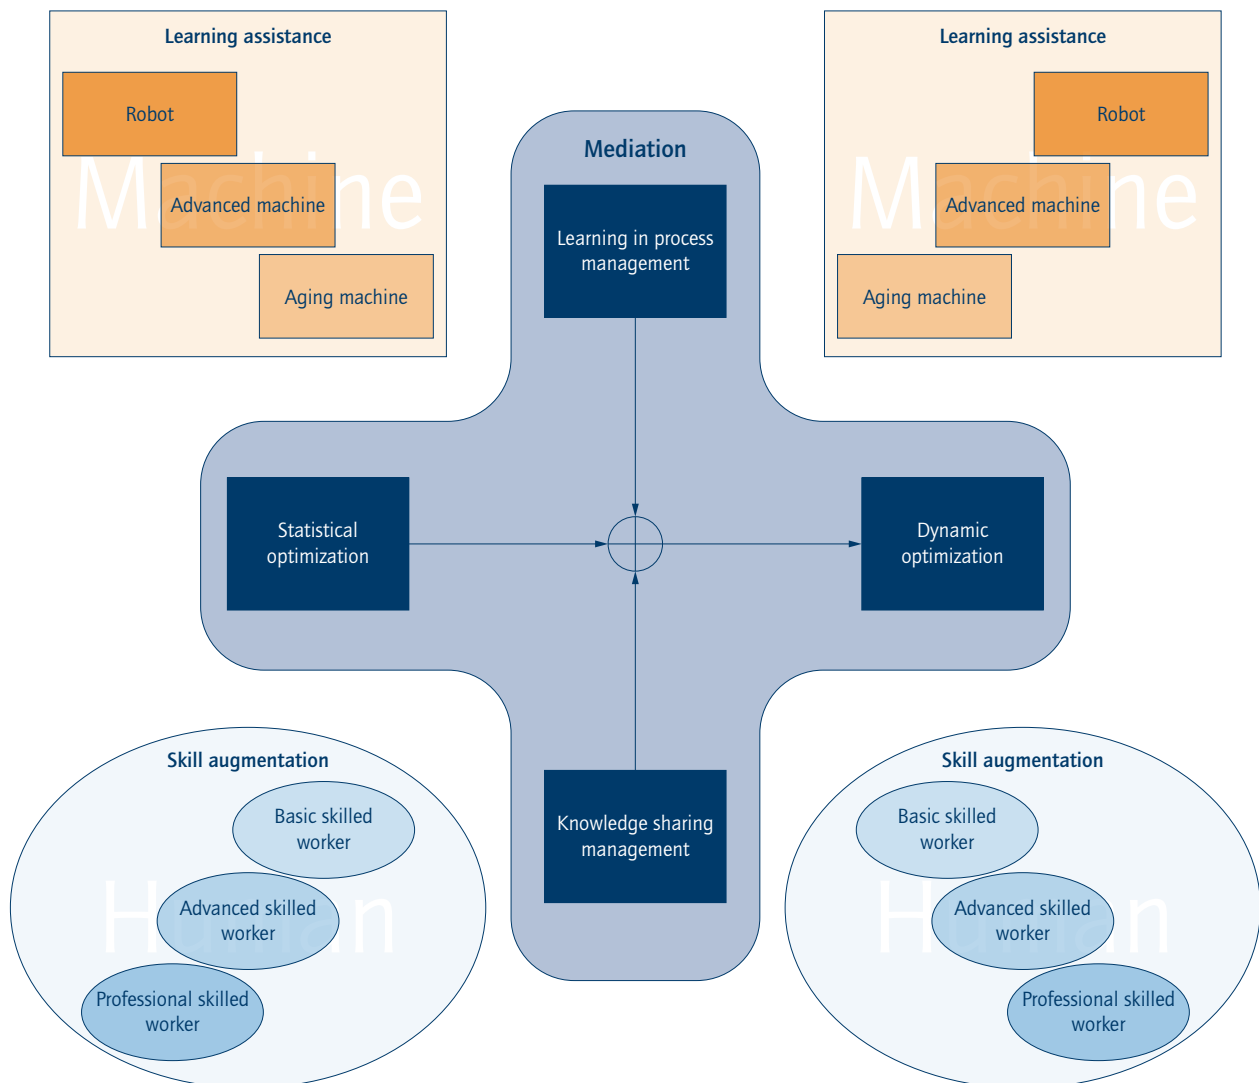 Learning assistance
Robot
Advanced machine
Aging machine
Machine
Mediation
Learning in process
management
Statistical
optimization
Dynamic
optimization
Knowledge sharing
management
Learning assistance
Robot
Advanced machine
Aging machine
Machine
Skill augmentation
Basic skilled
worker
Advanced skilled
worker
Professional skilled
worker
Human
Skill augmentation
Basic skilled
worker
Advanced skilled
worker
Professional skilled
worker
Human